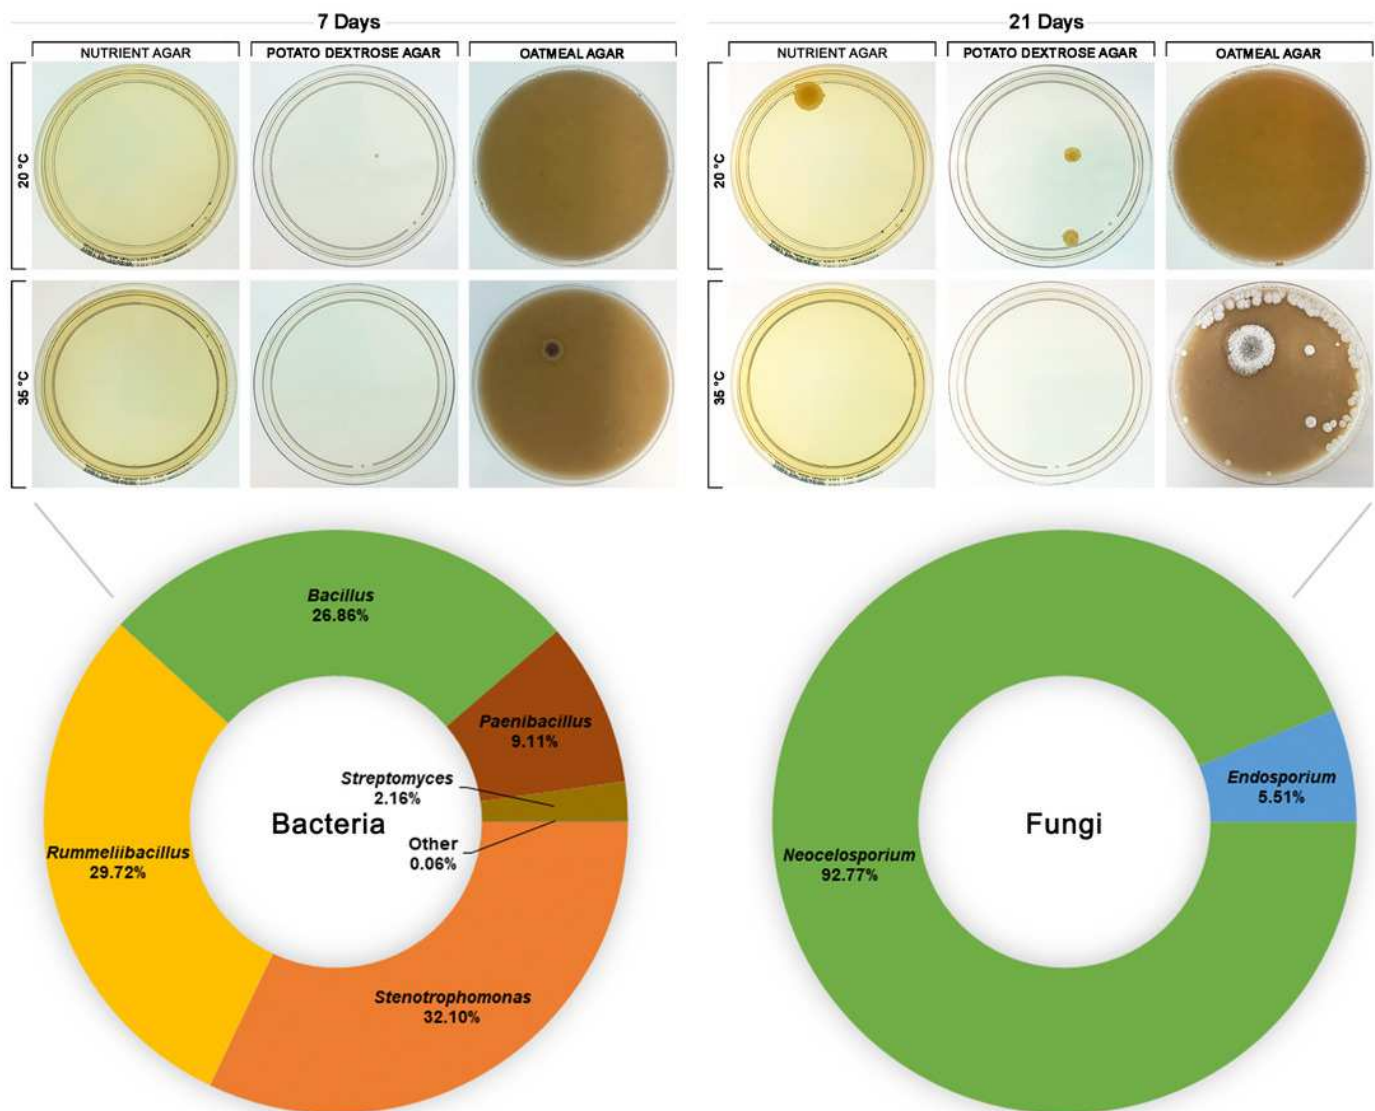 7 Days
21 Days
NUTRIENT AGAR
POTATO DEXTROSE AGAR
OATMEAL AGAR
NUTRIENT AGAR
POTATO DEXTROSE AGAR
OATMEAL AGAR
20 °C
20 °C
35 °C
35 °C
Bacillus
26.86%
Paenibacillus
9.11%
Streptomyces
2.16%
Other
0.06%
Bacteria
Rummeliibacillus
29.72%
Stenotrophomonas
32.10%
Endosporium
5.51%
Fungi
Neocelosporium
92.77%